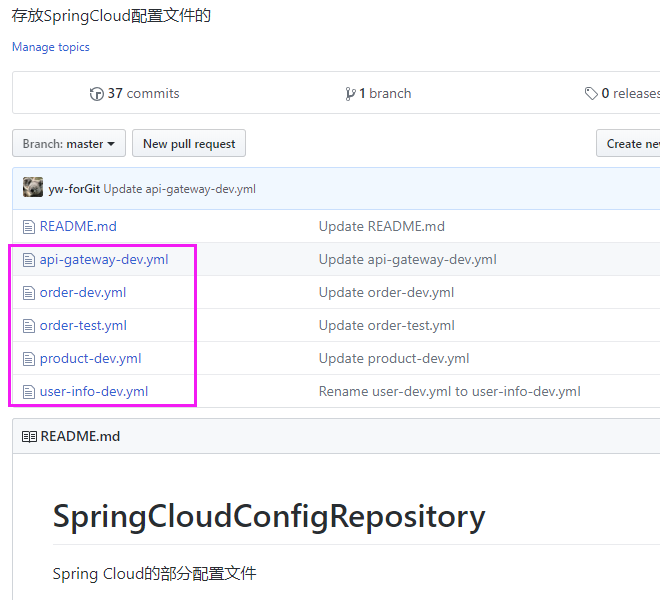 存放SpringCloud配置文件的
Manage topics
37 commits 1 branch 0 releases
Branch: master New pull request Create
yw-forGit Update api-gateway-dev.yml
README.md Update README.md
api-gateway-dev.yml Update api-gateway-dev.yml
order-dev.yml Update order-dev.yml
order-test.yml Update order-test.yml
product-dev.yml Update product-dev.yml
user-info-dev.yml Rename user-dev.yml to user-info-dev.yml
README.md
SpringCloudConfigRepository
Spring Cloud的部分配置文件